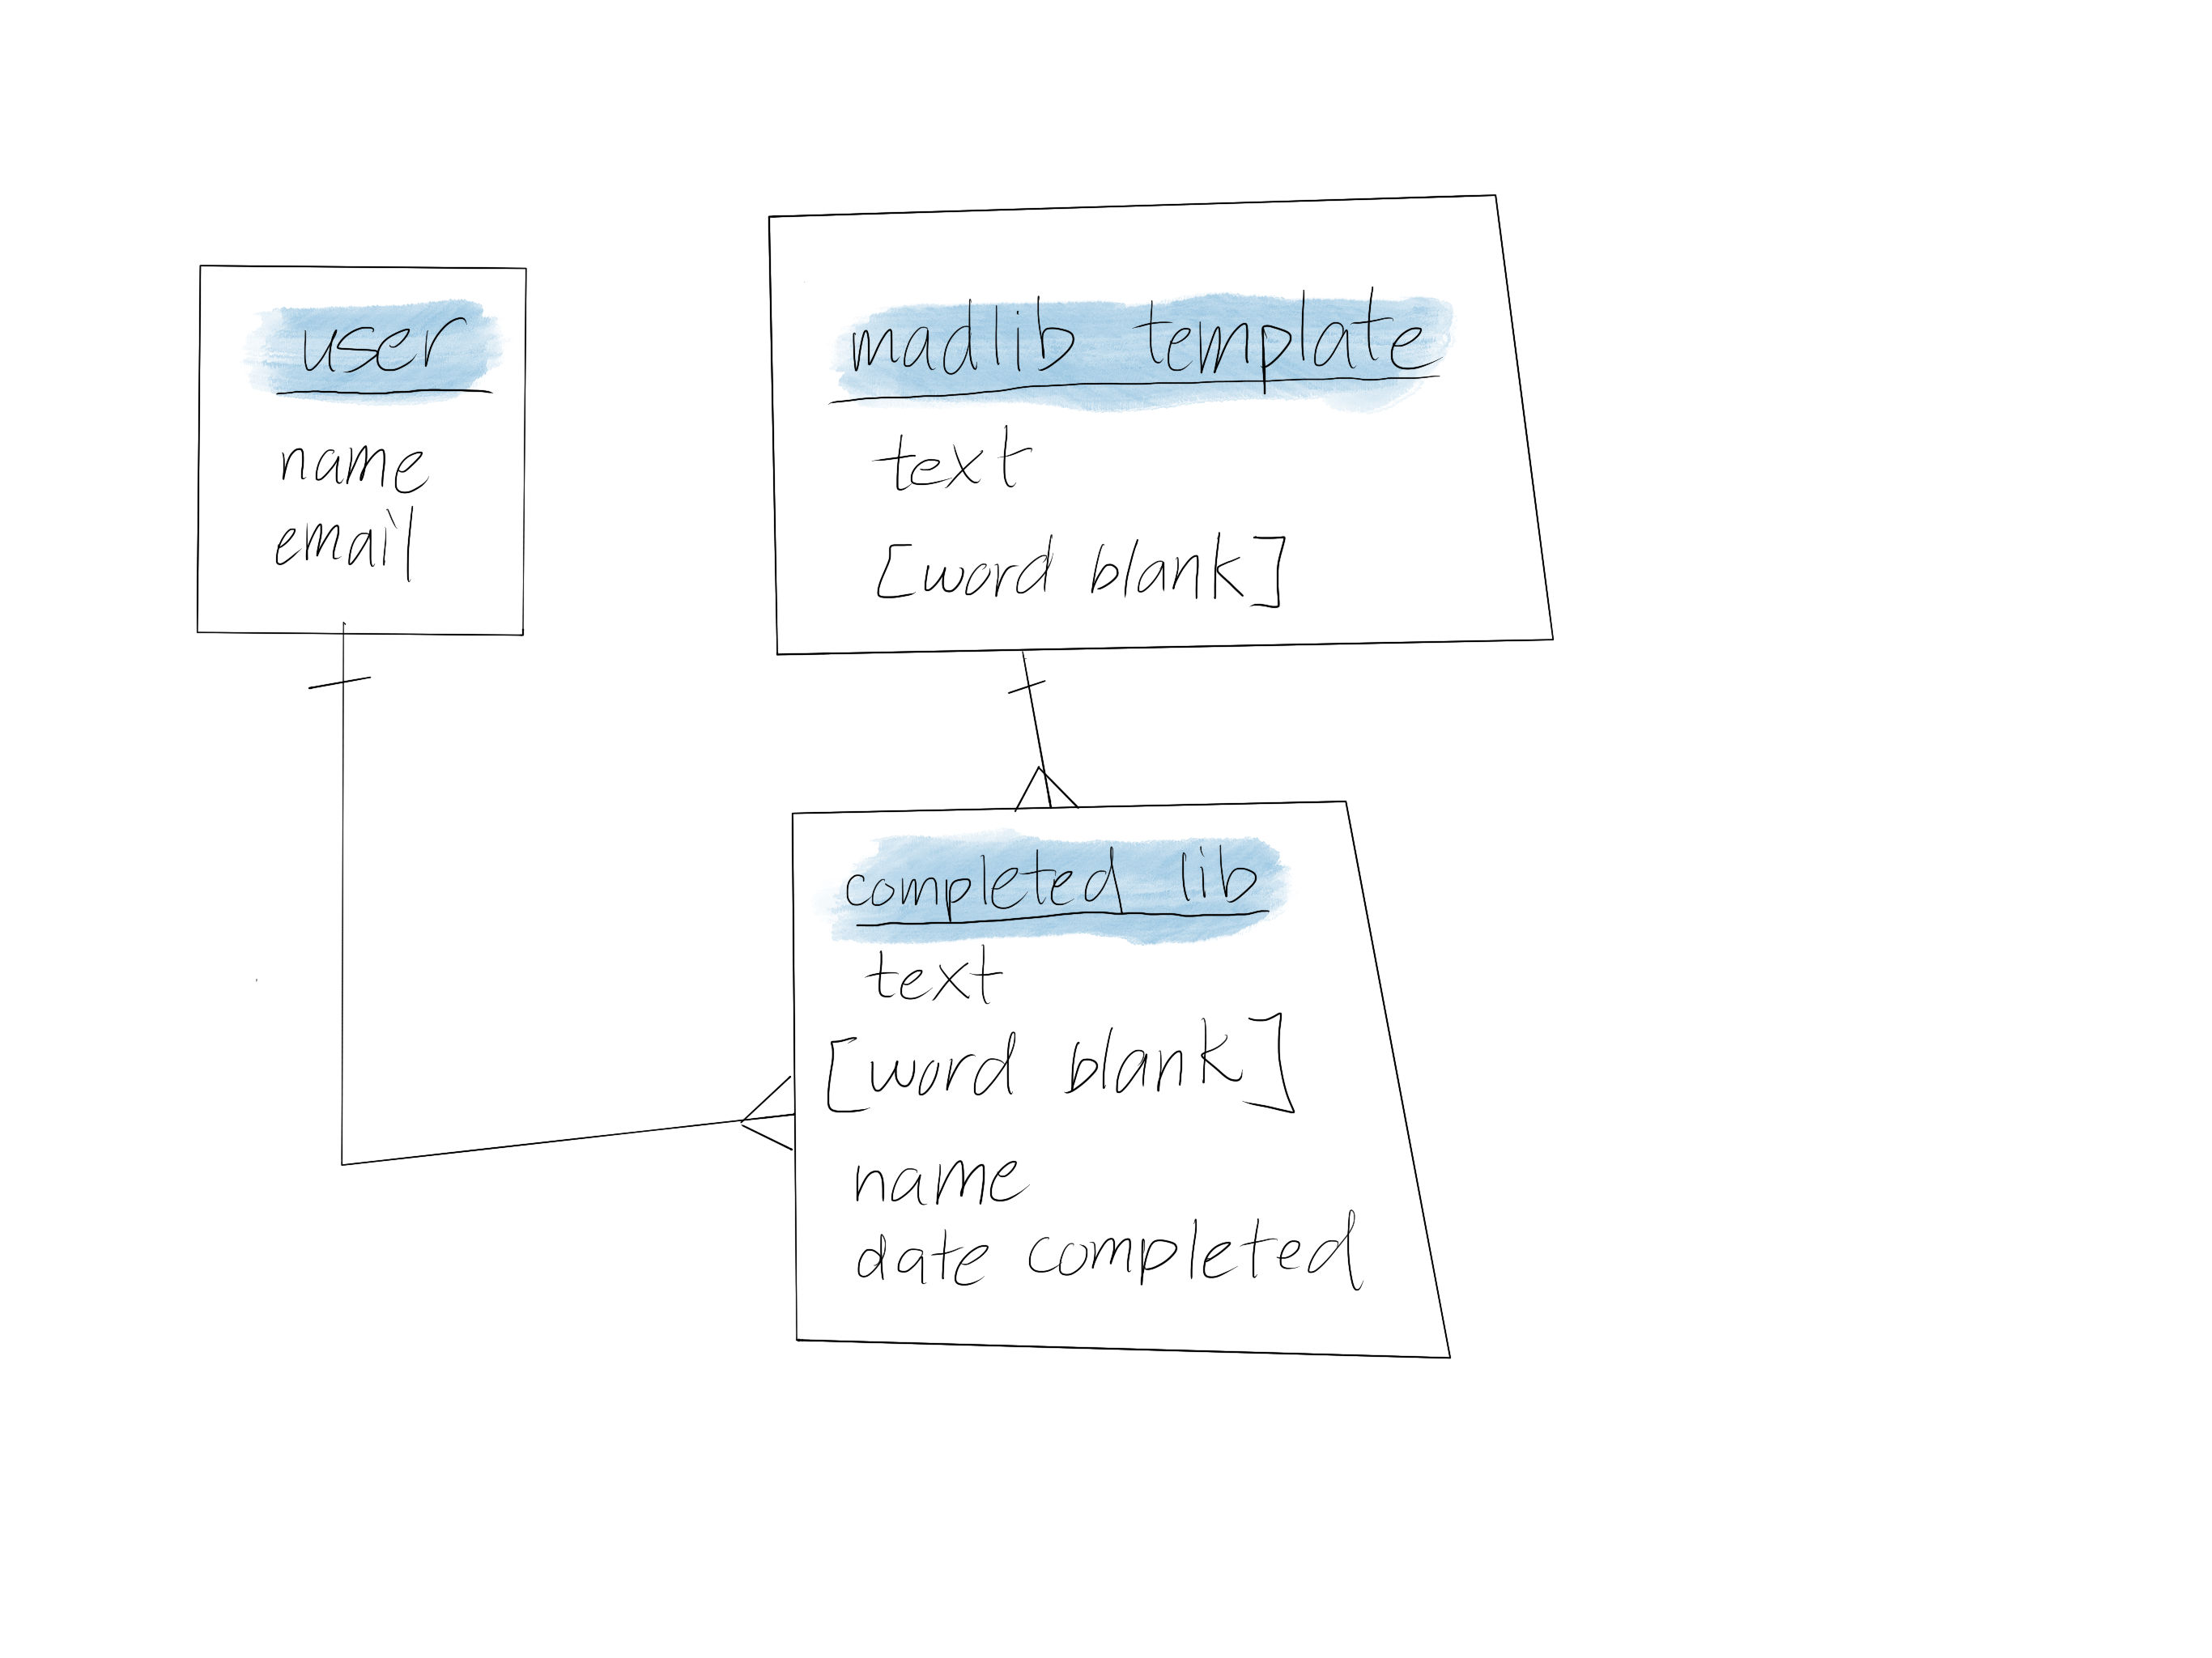 user
name
email
madlib template
text
[word blank]
completed lib
text
[word blank]
name
date completed